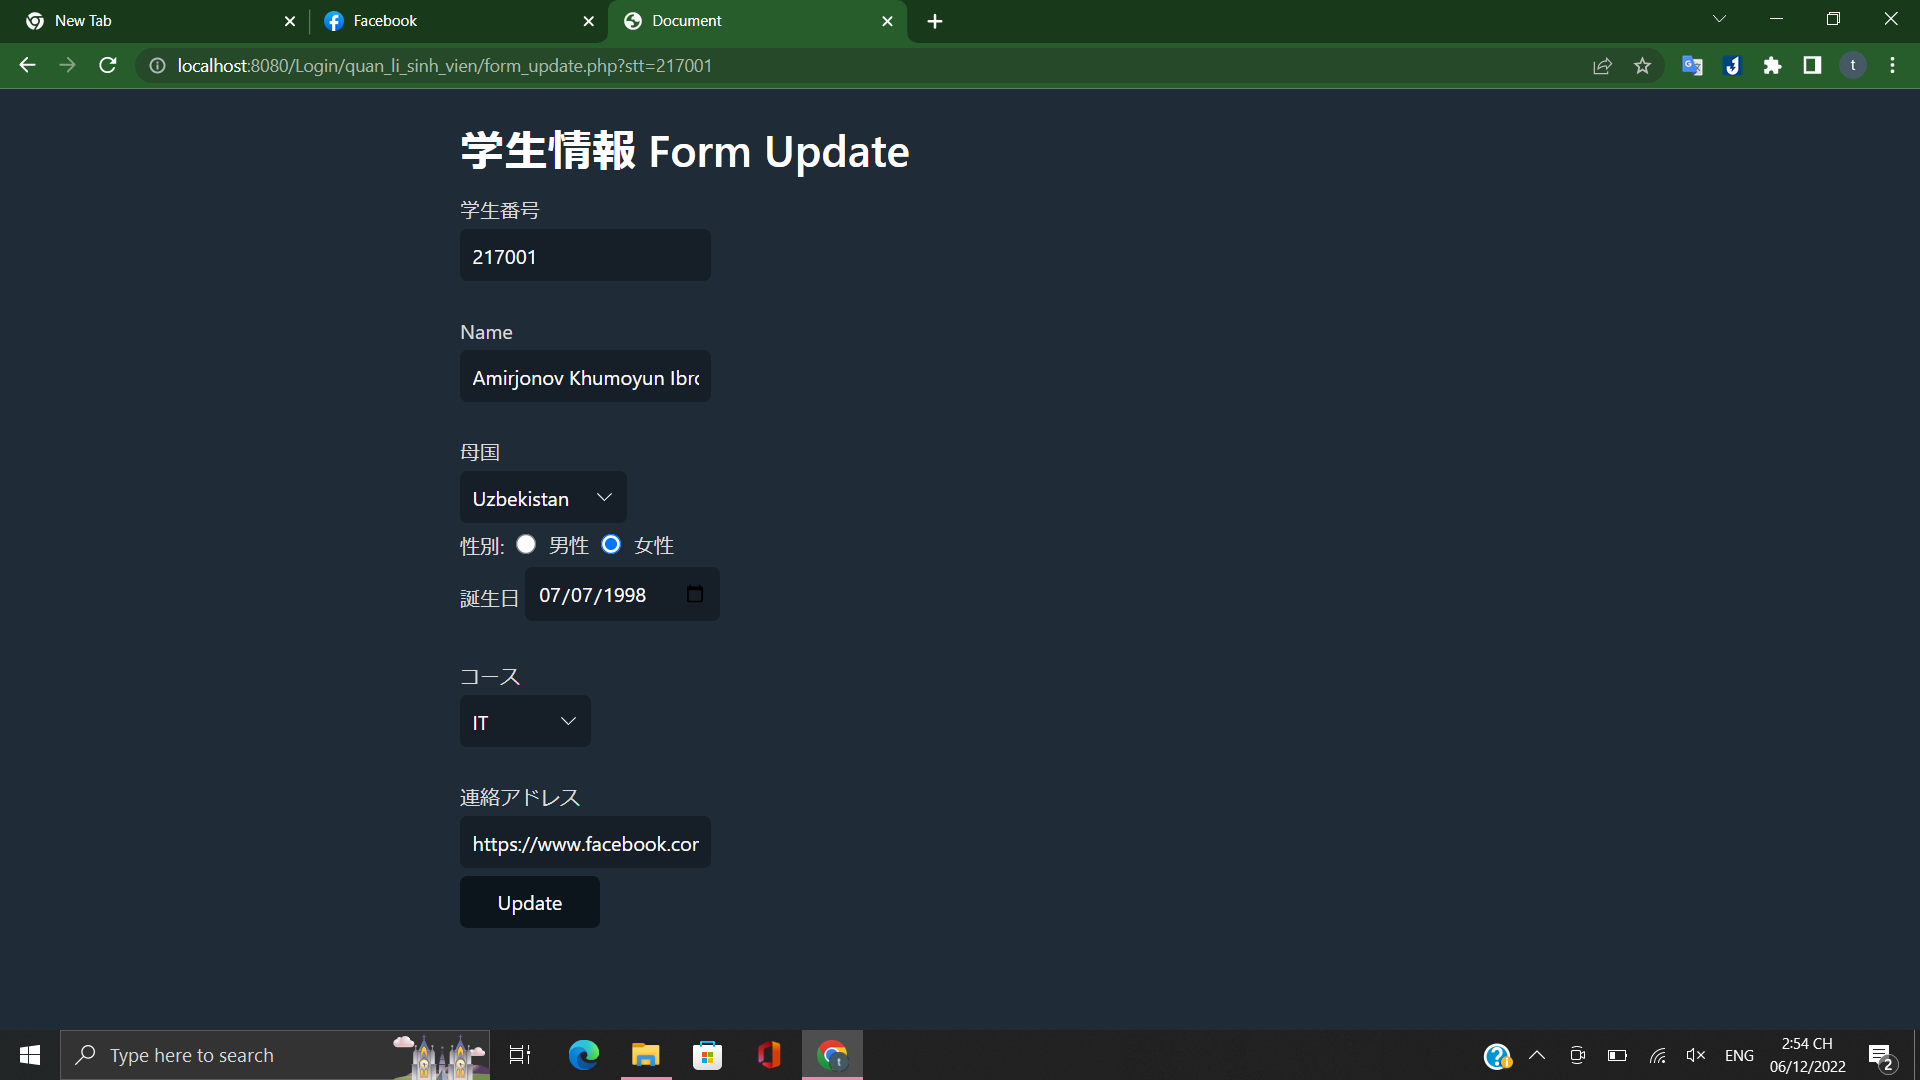 New Tab
Facebook
Document
localhost:8080/Login/quan_li_sinh_vien/form_update.php?stt=217001
t
学生情報 Form Update
学生番号
217001
Name
Amirjonov Khumoyun Ibro
母国
Uzbekistan
性別: 男性 女性
誕生日 07/07/1998
コース
IT
連絡アドレス
https://www.facebook.com
Update
Type here to search
ENG
2:54 CH
06/12/2022
2